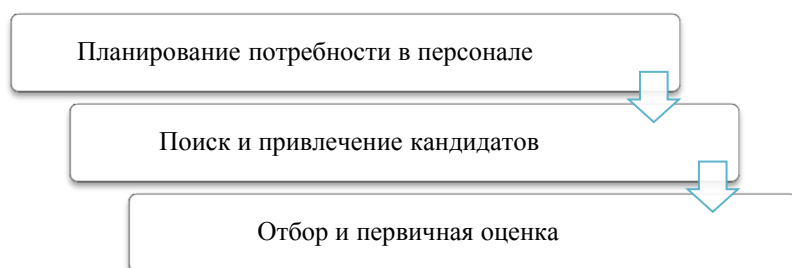 Планирование потребности в персонале
Поиск и привлечение кандидатов
Отбор и первичная оценка